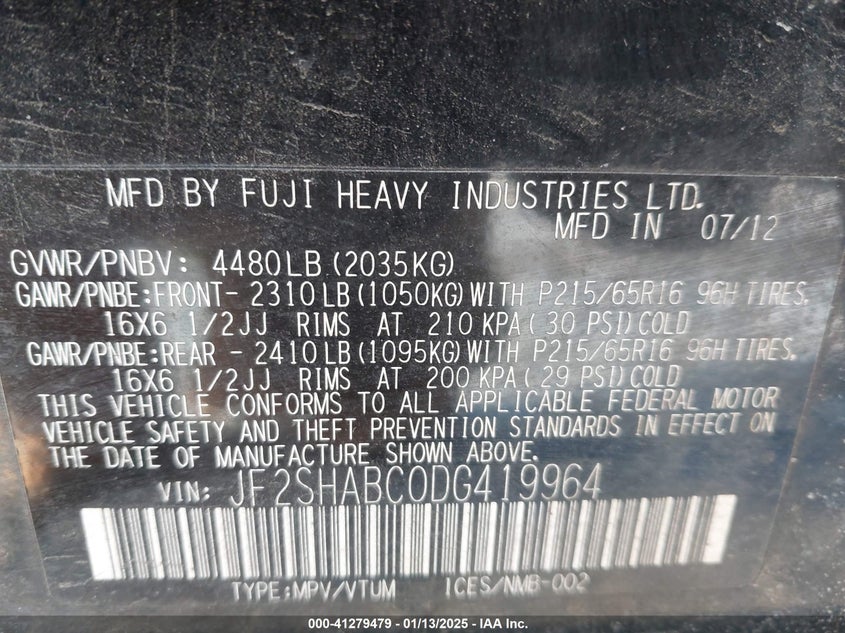 MFD BY FUJI HEAVY INDUSTRIES LTD.
MFD IN 07/12
GVWR/PNBV: 4480LB (2035KG)
GAWR/PNBE:FRONT- 2310LB (1050KG) WITH P215/65R16 96H TIRES,
16X6 1/2JJ RIMS AT 210 KPA( 30 PSI) COLD
GAWR/PNBE:REAR - 2410LB (1095KG) WITH P215/65R16 96H TIRES,
16X6 1/2JJ RIMS AT 200 KPA( 29 PSI) COLD
THIS VEHICLE CONFORMS TO ALL APPLICABLE FEDERAL MOTOR
VEHICLE SAFETY AND THEFT PREVENTION STANDARDS IN EFFECT ON
THE DATE OF MANUFACTURE SHOWN ABOVE.
VIN: JF2SHABC0DG419964
TYPE:MPV/VTUM ICES/NMB-002
000-41279479 - 01/13/2025 - IAA Inc.